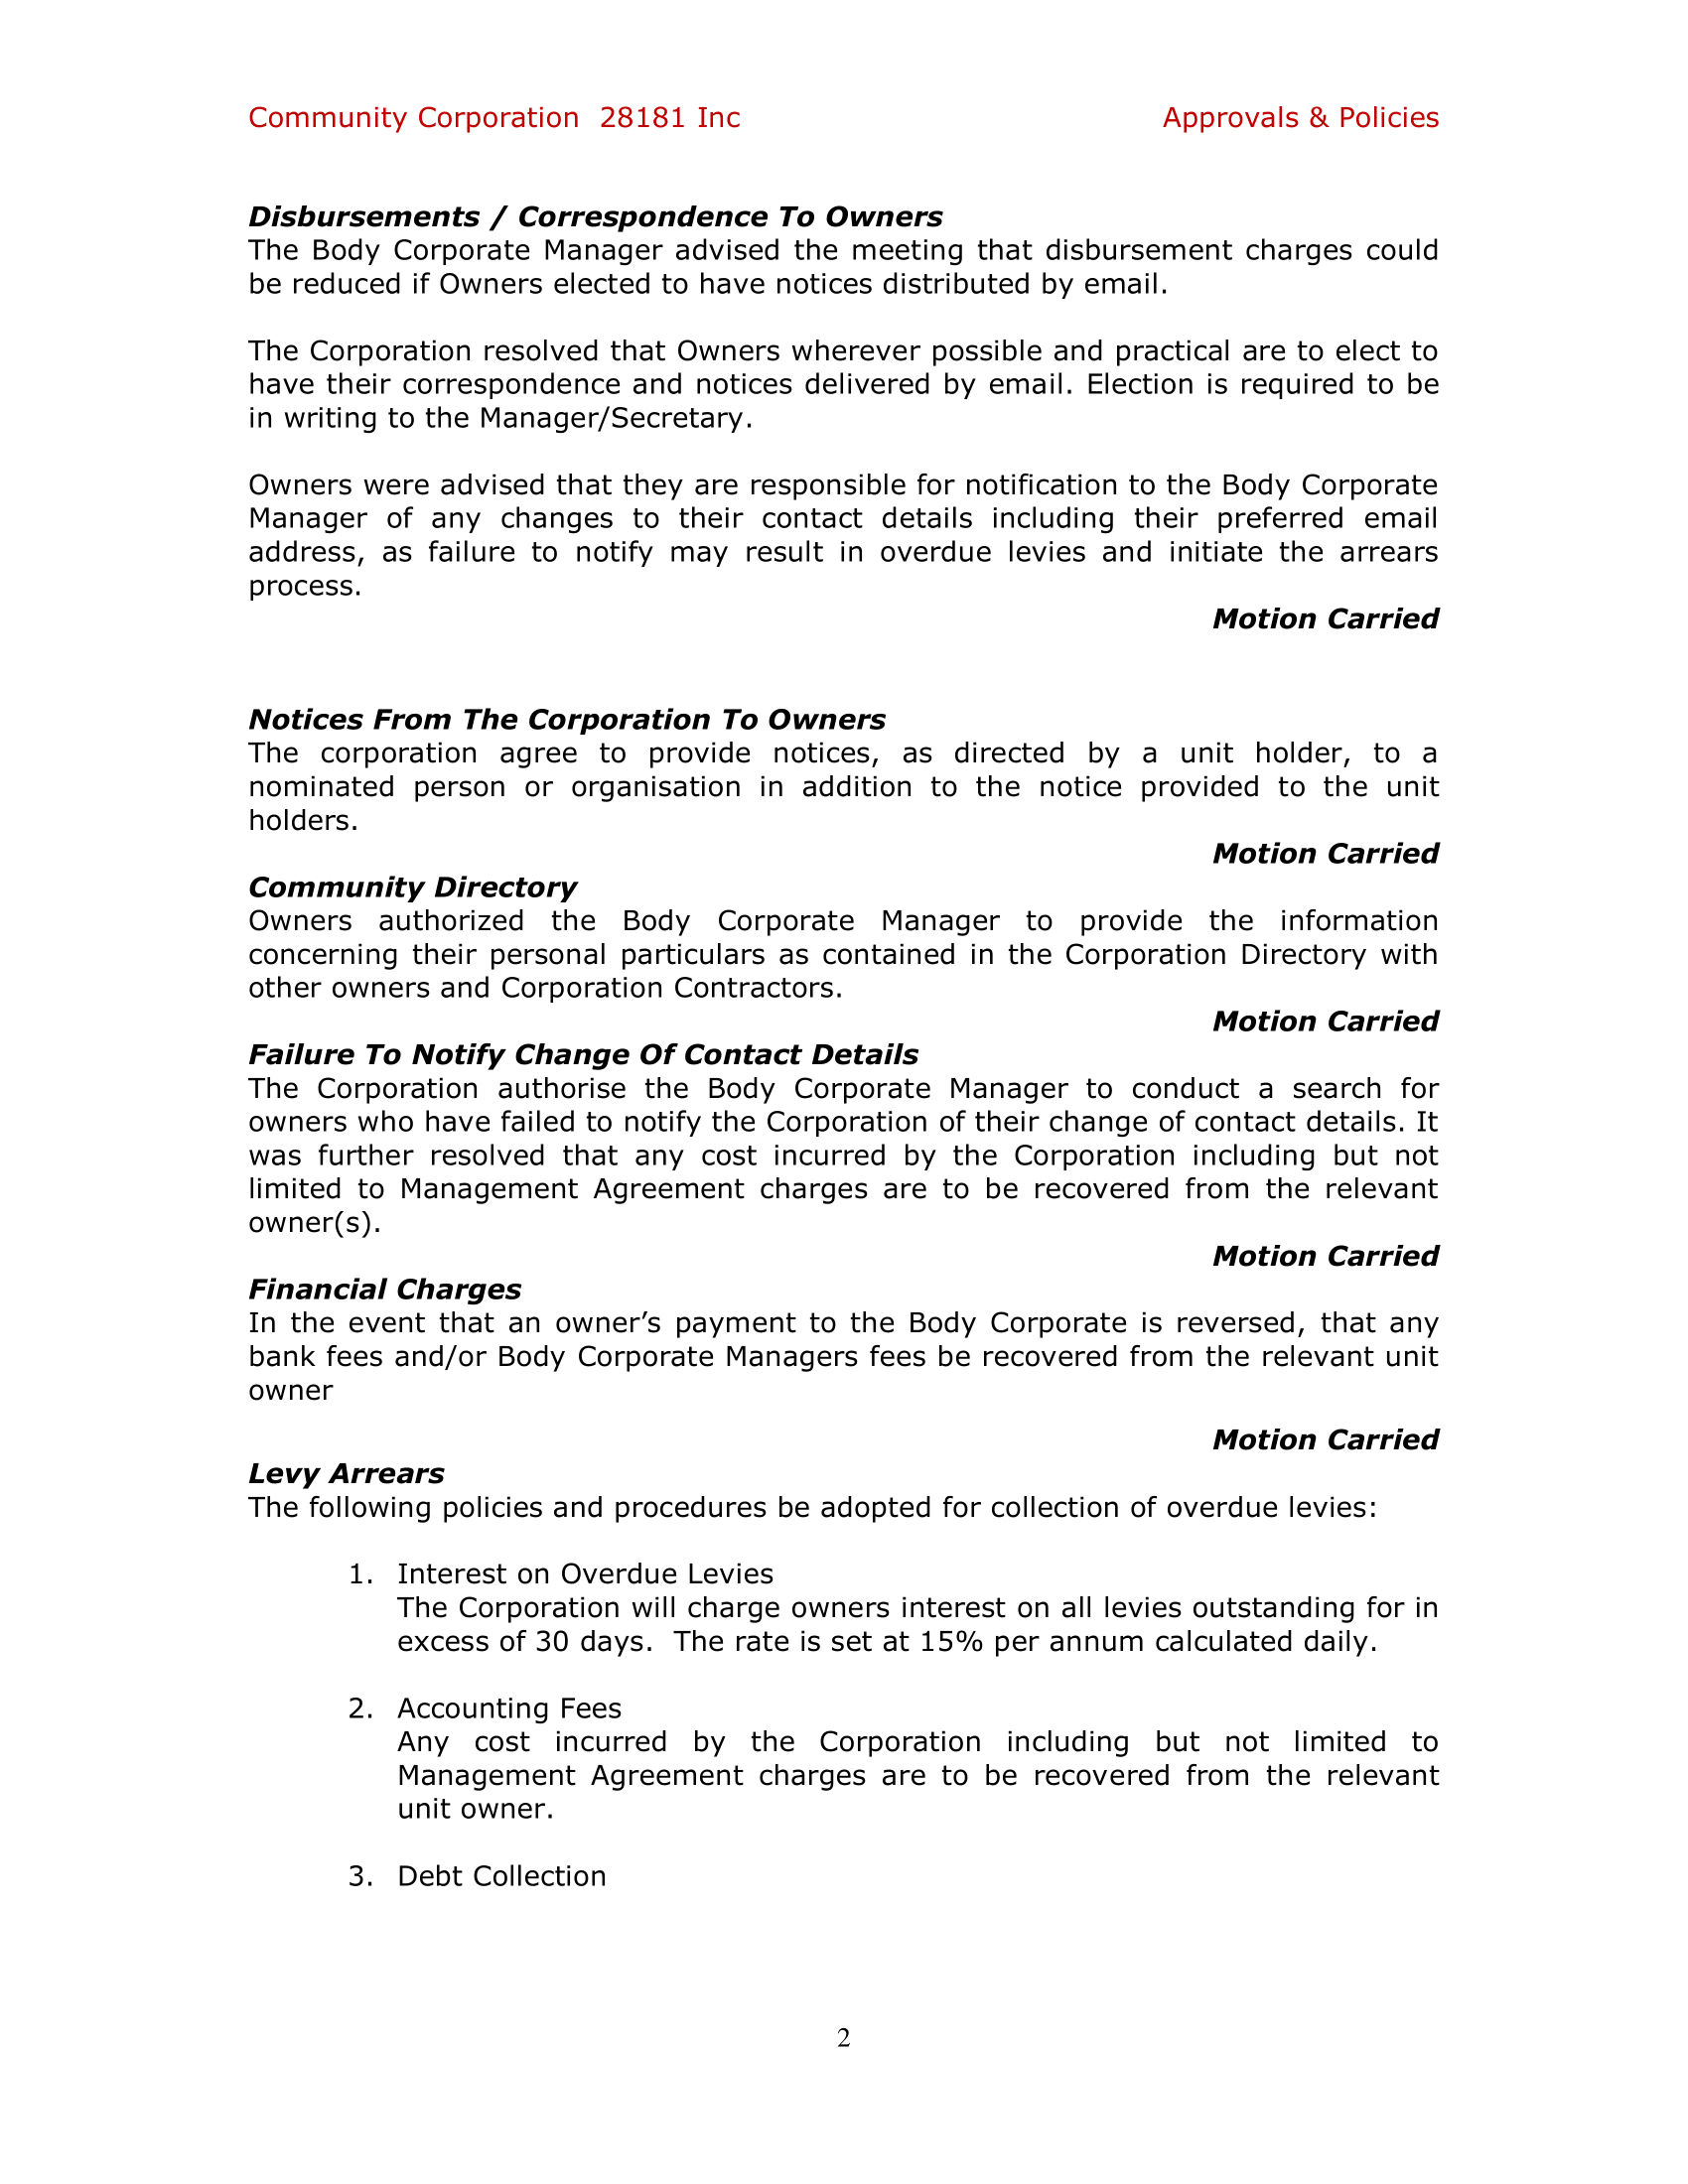 Community Corporation  28181 Inc    Approvals & Policies
Disbursements / Correspondence To Owners
The Body Corporate Manager advised the meeting that disbursement charges could
be reduced if Owners elected to have notices distributed by email.
The Corporation resolved that Owners wherever possible and practical are to elect to
have their correspondence and notices delivered by email. Election is required to be
in writing to the Manager/Secretary.
Owners were advised that they are responsible for notification to the Body Corporate
Manager of any changes to their contact details including their preferred email
address, as failure to notify may result in overdue levies and initiate the arrears
process.
Motion Carried
Notices From The Corporation To Owners
The corporation agree to provide notices, as directed by a unit holder, to a
nominated person or organisation in addition to the notice provided to the unit
holders.
Motion Carried
Community Directory
Owners authorized the Body Corporate Manager to provide the information
concerning their personal particulars as contained in the Corporation Directory with
other owners and Corporation Contractors.
Motion Carried
Failure To Notify Change Of Contact Details
The Corporation authorise the Body Corporate Manager to conduct a search for
owners who have failed to notify the Corporation of their change of contact details. It
was further resolved that any cost incurred by the Corporation including but not
limited to Management Agreement charges are to be recovered from the relevant
owner(s).
Motion Carried
Financial Charges
In the event that an owner’s payment to the Body Corporate is reversed, that any
bank fees and/or Body Corporate Managers fees be recovered from the relevant unit
owner
Motion Carried
Levy Arrears
The following policies and procedures be adopted for collection of overdue levies:
1. Interest on Overdue Levies
The Corporation will charge owners interest on all levies outstanding for in
excess of 30 days.  The rate is set at 15% per annum calculated daily.
2. Accounting Fees
Any cost incurred by the Corporation including but not limited to
Management Agreement charges are to be recovered from the relevant
unit owner.
3. Debt Collection
2